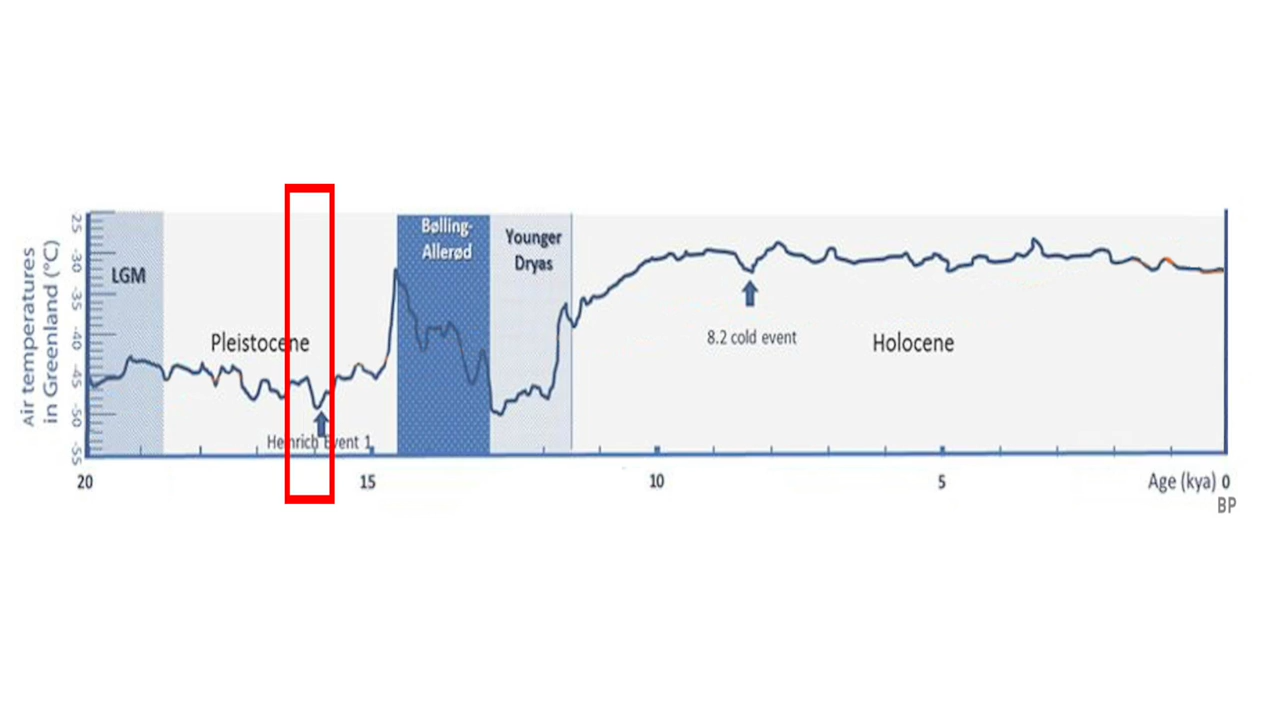 Air temperatures
in Greenland (°C)
25
-30
-35
-40
-45
-50
-55
LGM
Pleistocene
Heinrich Event 1
Bølling-
Allerød
Younger
Dryas
8.2 cold event
Holocene
20
15
10
5
Age (kya) 0
BP